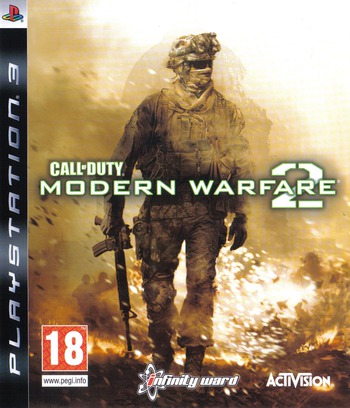 PLAYSTATION 3
CALL OF DUTY
MODERN WARFARE 2
18
www.pegi.info
infinity ward
ACTIVISION